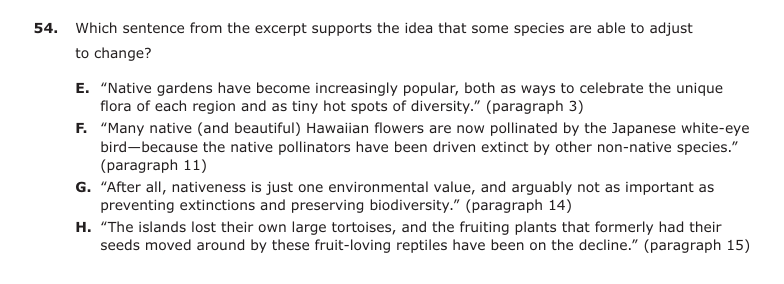 54. Which sentence from the excerpt supports the idea that some species are able to adjust
to change?
E. “Native gardens have become increasingly popular, both as ways to celebrate the unique
flora of each region and as tiny hot spots of diversity.” (paragraph 3)
F. “Many native (and beautiful) Hawaiian flowers are now pollinated by the Japanese white-eye
bird—because the native pollinators have been driven extinct by other non-native species.”
(paragraph 11)
G. “After all, nativeness is just one environmental value, and arguably not as important as
preventing extinctions and preserving biodiversity.” (paragraph 14)
H. “The islands lost their own large tortoises, and the fruiting plants that formerly had their
seeds moved around by these fruit-loving reptiles have been on the decline.” (paragraph 15)